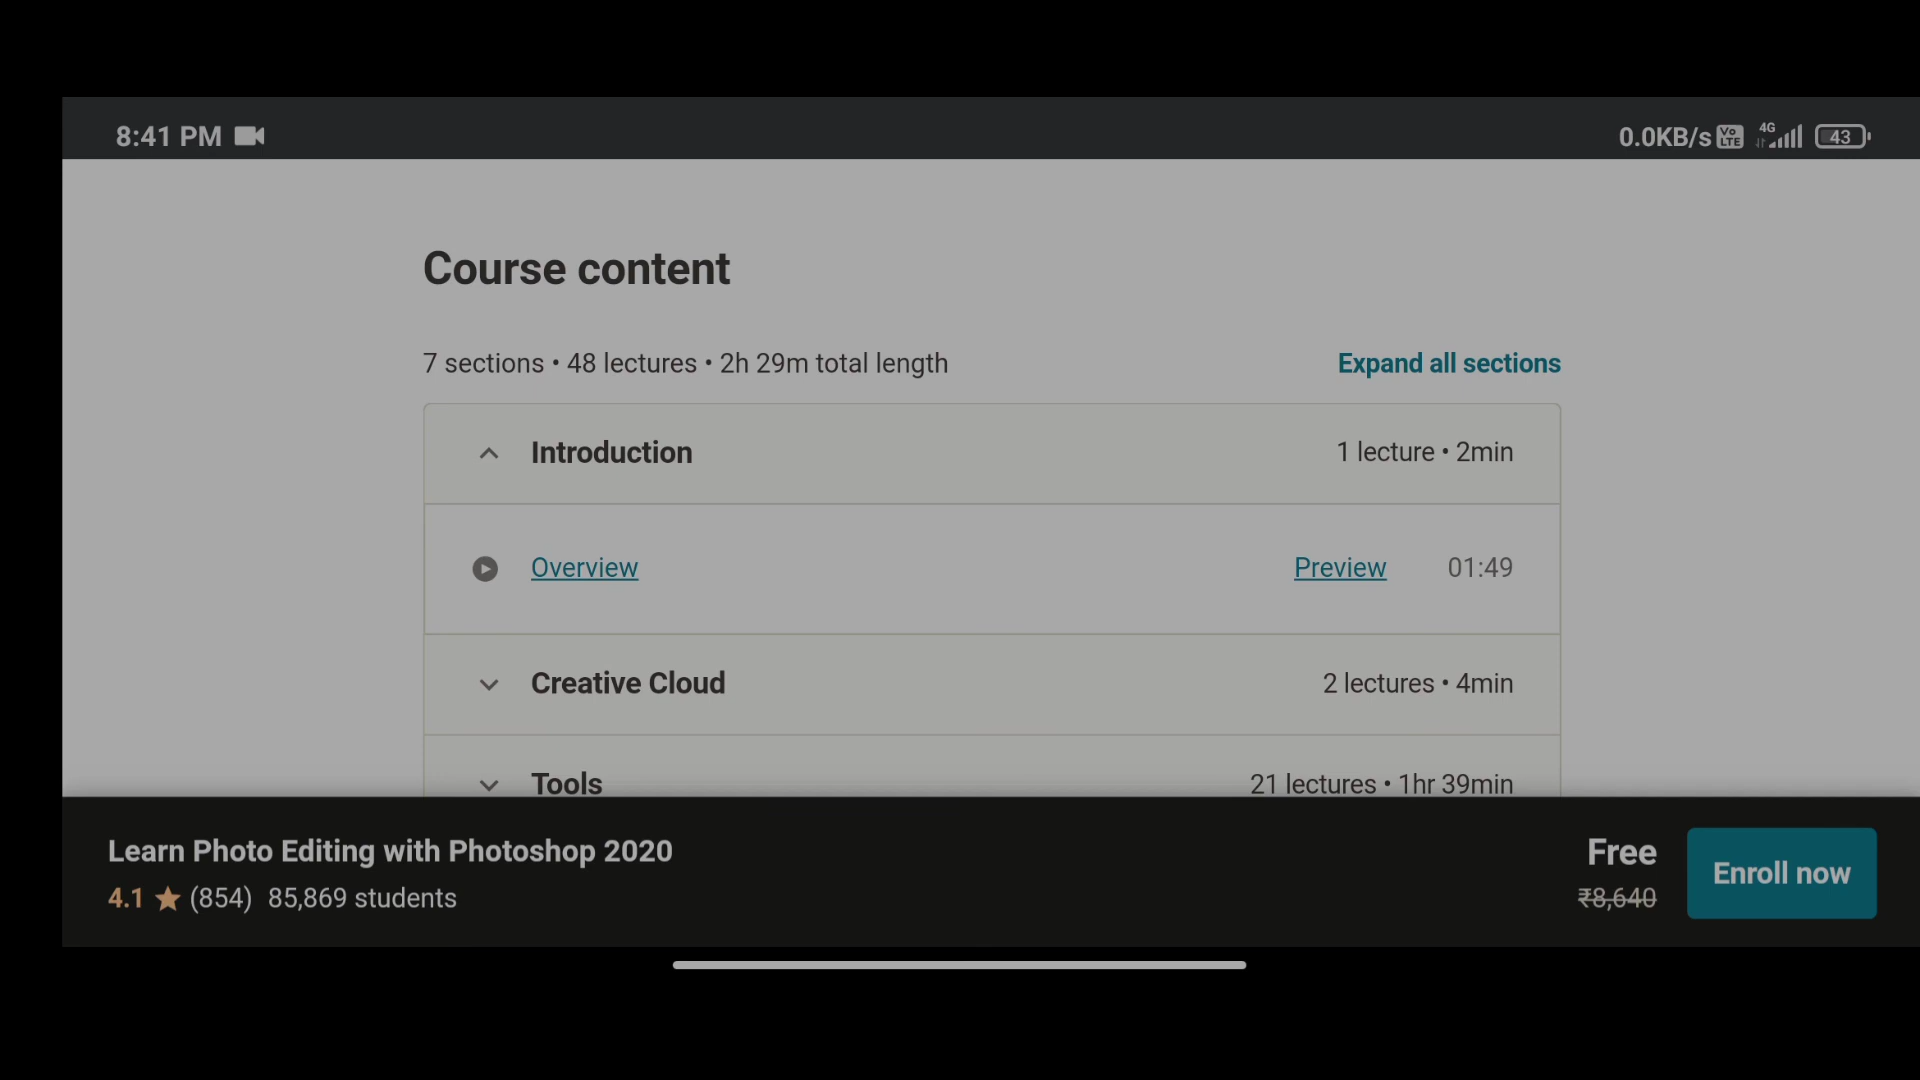 8:41 PM
0.0KB/s Vo LTE 4G 43
Course content
7 sections • 48 lectures • 2h 29m total length
Expand all sections
Introduction
1 lecture • 2min
Overview
Preview
01:49
Creative Cloud
2 lectures • 4min
Tools
21 lectures • 1hr 39min
Learn Photo Editing with Photoshop 2020
4.1 ★ (854) 85,869 students
Free
₹8,640
Enroll now